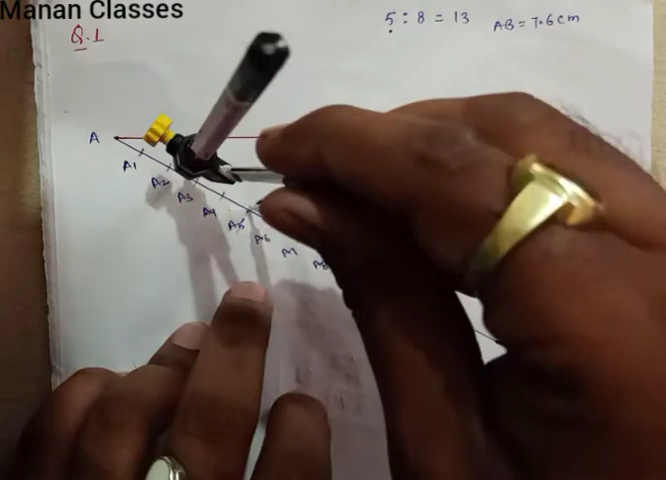 Manan Classes
5 : 8 = 13 AB = 7.6 cm
Q.1
A
A1
A2
A3
A4
A5
A6
A7
A8